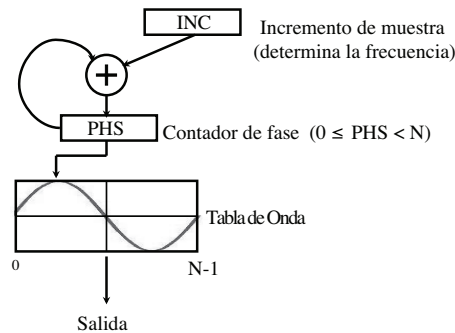 INC
Incremento de muestra
(determina la frecuencia)
+
PHS
Contador de fase (0 ≤ PHS < N)
Tabla de Onda
0
N-1
Salida